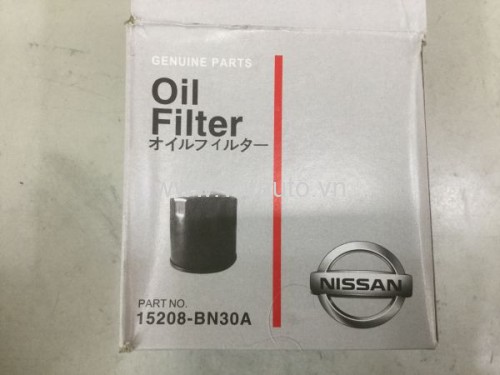 GENUINE PARTS
Oil
Filter
オイルフィルター
NISSAN
PART NO.
15208-BN30A